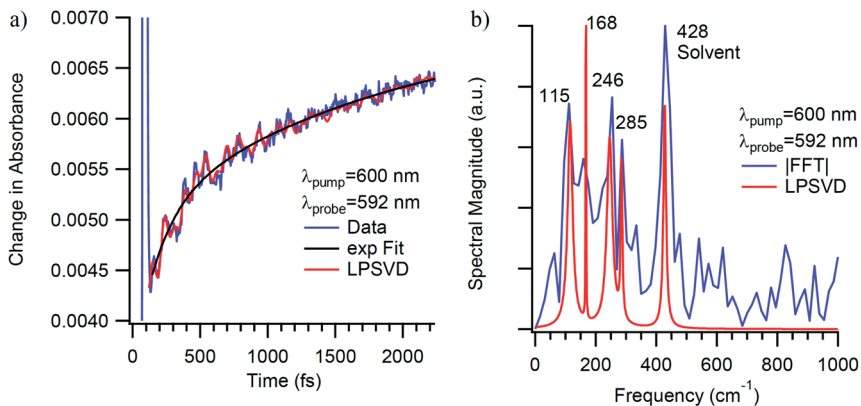 a)
0.0070
0.0065
0.0060
0.0055
0.0050
0.0045
0.0040
Change in Absorbance
λpump=600 nm
λprobe=592 nm
Data
exp Fit
LPSVD
0
500
1000
1500
2000
Time (fs)
b)
Spectral Magnitude (a.u.)
115
168
246
285
428
Solvent
λpump=600 nm
λprobe=592 nm
|FFT|
LPSVD
0
200
400
600
800
1000
Frequency (cm⁻¹)